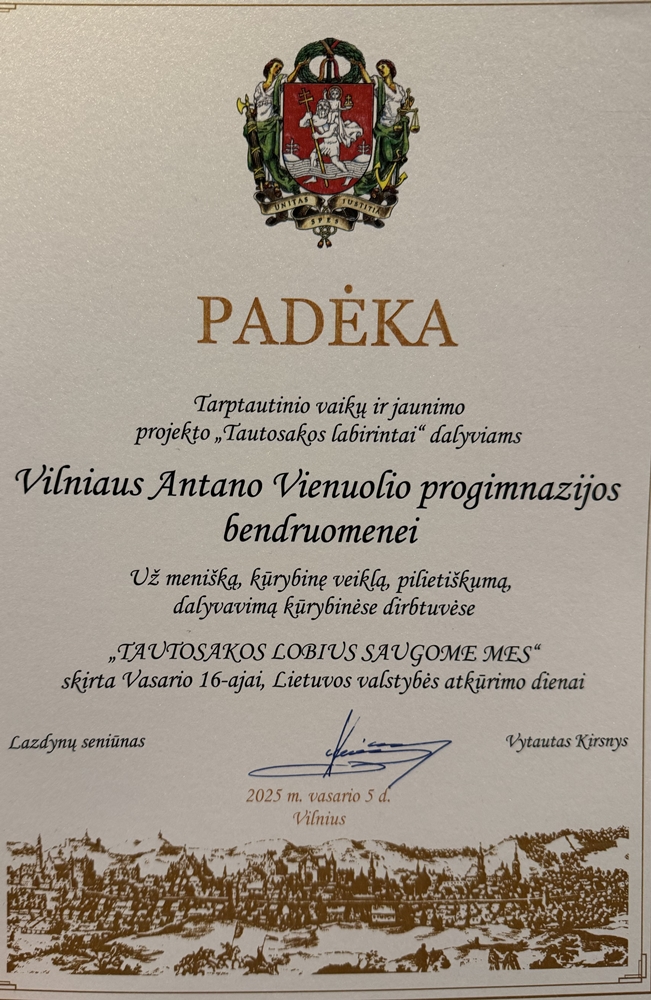 UNITAS JUSTITIA
SPES
PADĖKA
Tarptautinio vaikų ir jaunimo
projekto „Tautosakos labirintai“ dalyviams
Vilniaus Antano Vienuolio progimnazijos
bendruomenei
Už menišką, kūrybinę veiklą, pilietiškumą,
dalyvavimą kūrybinėse dirbtuvėse
„TAUTOSAKOS LOBIUS SAUGOME MES“
skirta Vasario 16-ajai, Lietuvos valstybės atkūrimo dienai
Lazdynų seniūnas Vytautas Kirsnys
2025 m. vasario 5 d.
Vilnius